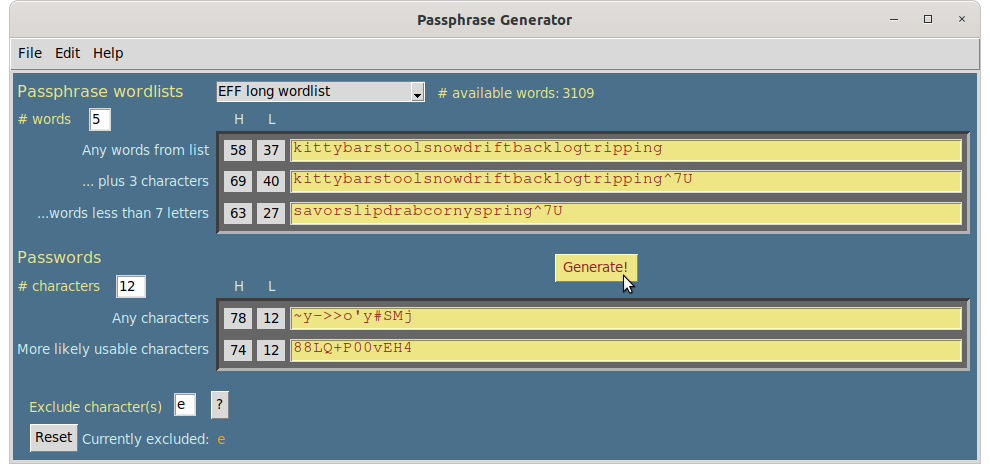 Passphrase Generator
File Edit Help
Passphrase wordlists EFF long wordlist # available words: 3109
# words 5 H L
Any words from list 58 37 kittybarstoolsnowdriftbacklogtripping
... plus 3 characters 69 40 kittybarstoolsnowdriftbacklogtripping^7U
...words less than 7 letters 63 27 savorslipdrabcornyspring^7U
Passwords
Generate!
# characters 12 H L
Any characters 78 12 ~y->>o'y#SMj
More likely usable characters 74 12 88LQ+P00vEH4
Exclude character(s) e ?
Reset Currently excluded: e